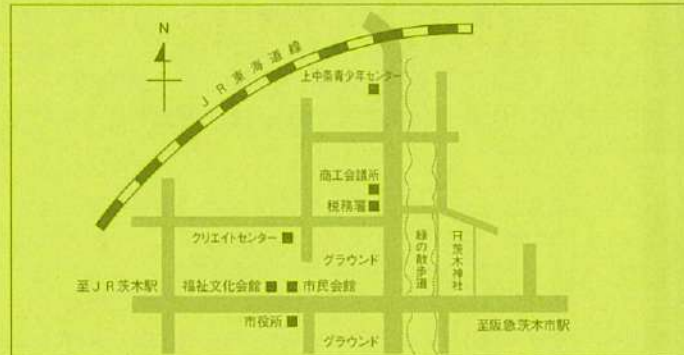 N
JR東海道線
上中条青少年センター
商工会議所
税務署
クリエイトセンター
グラウンド
緑の散歩道
茨木神社
至JR茨木駅
福祉文化会館
市民会館
市役所
グラウンド
至阪急茨木市駅